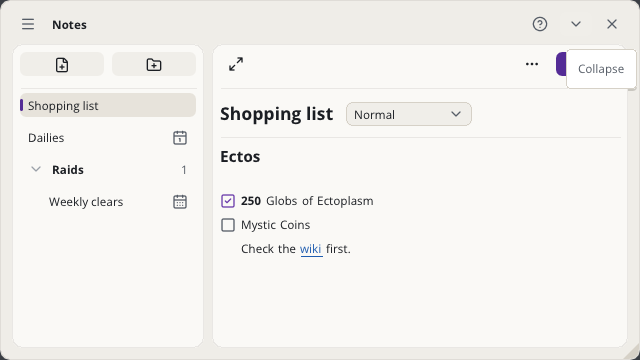 Notes
Collapse
Shopping list
Dailies
Raids 1
Weekly clears
Shopping list Normal
Ectos
250 Globs of Ectoplasm
Mystic Coins
Check the wiki first.